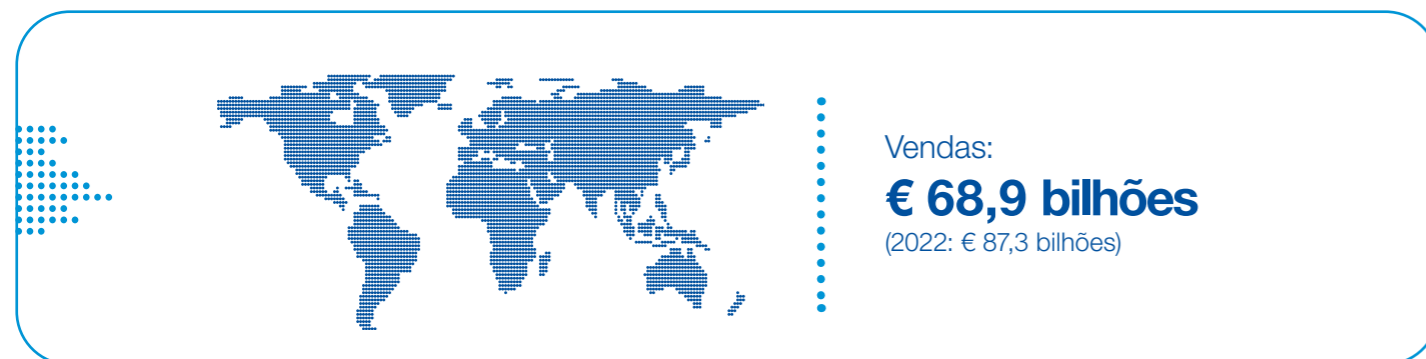 Vendas:
€ 68,9 bilhões
(2022: € 87,3 bilhões)